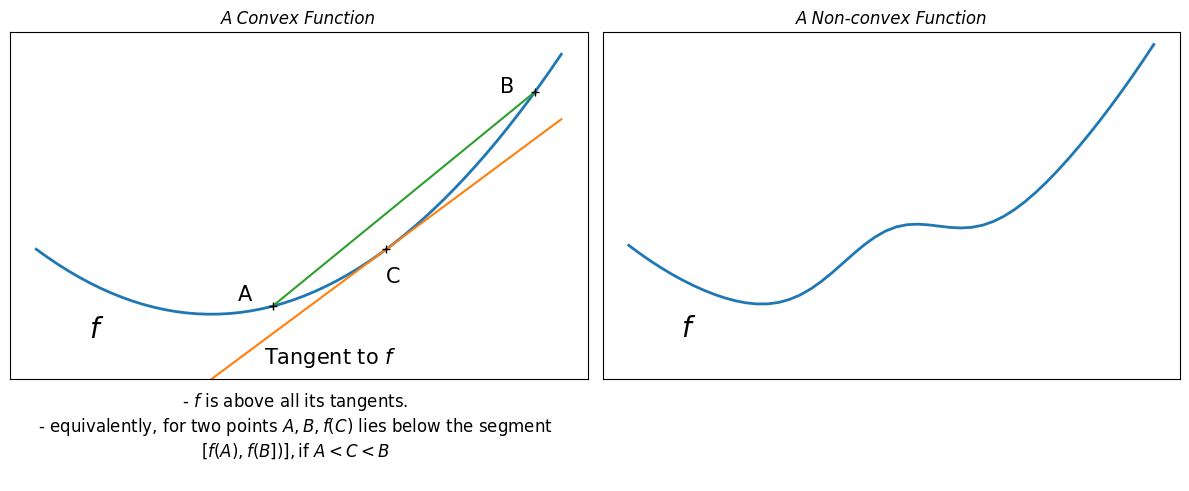 A Convex Function
A Non-convex Function
B
C
A
f
Tangent to f
f
- f is above all its tangents.
- equivalently, for two points A, B, f(C) lies below the segment
[f(A), f(B])], if A < C < B